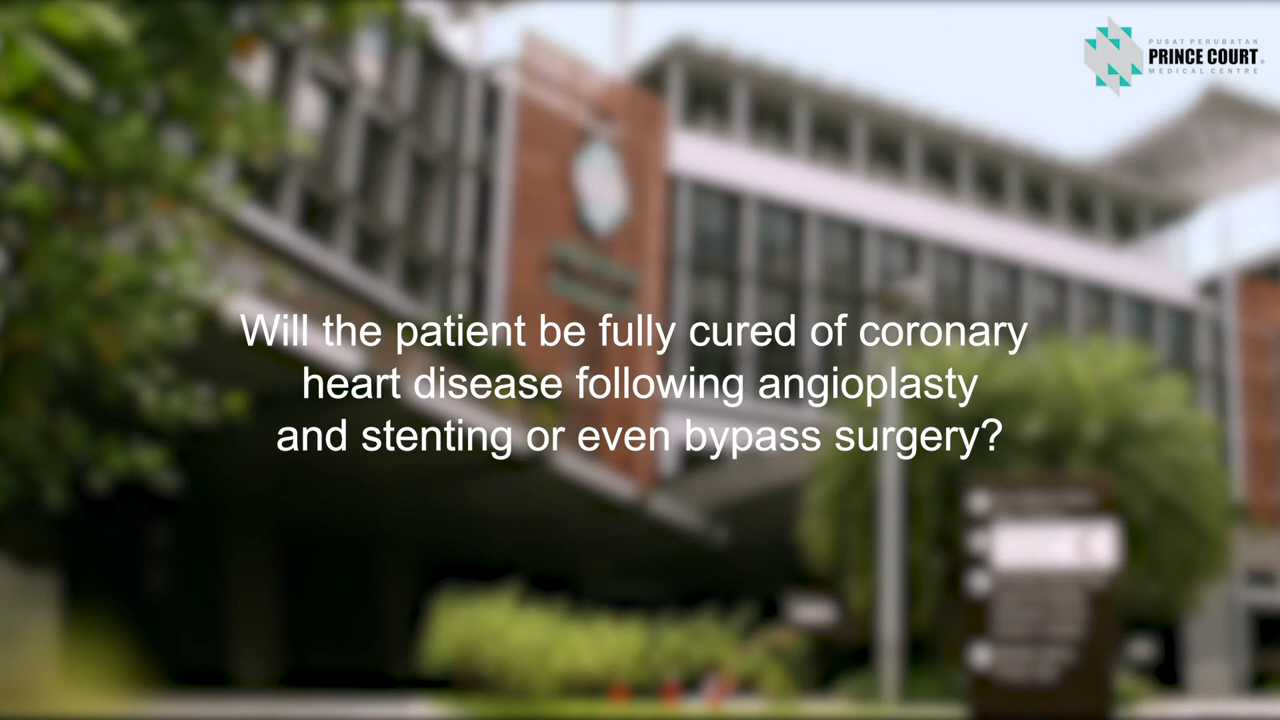 PUSAT PERUBATAN
PRINCE COURT
MEDICAL CENTRE
Will the patient be fully cured of coronary
heart disease following angioplasty
and stenting or even bypass surgery?